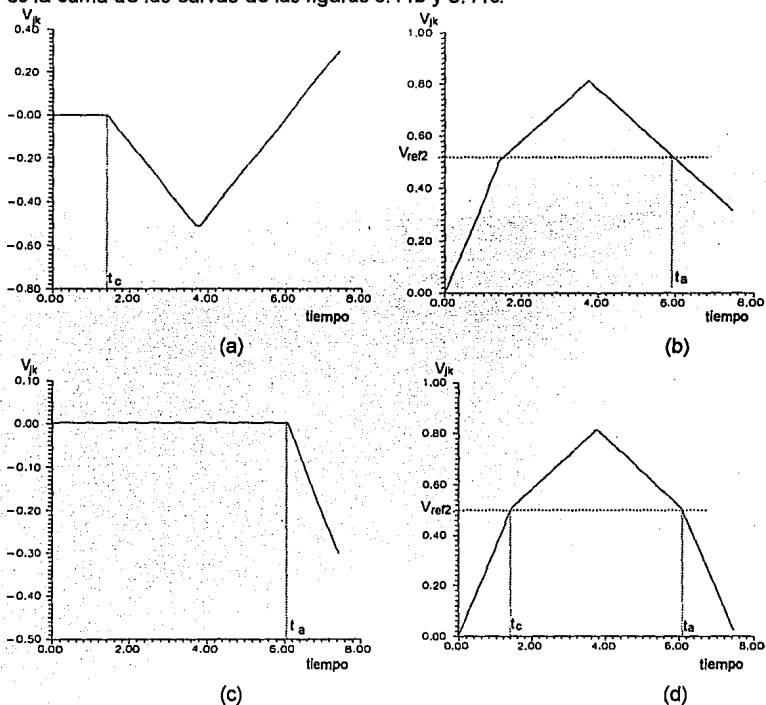 es la suma de las curvas de las figuras
V_jk
0.40
0.20
-0.00
-0.20
-0.40
-0.60
-0.80
0.00 2.00 4.00 6.00 8.00
t_c
tiempo
(a)
V_jk
1.00
0.80
0.60
V_ref2
0.40
0.20
0.00
0.00 2.00 4.00 6.00 8.00
t_a
tiempo
(b)
V_jk
0.10
0.00
-0.10
-0.20
-0.30
-0.40
-0.50
0.00 2.00 4.00 6.00 8.00
t_a
tiempo
(c)
V_jk
1.00
0.80
0.60
V_ref2
0.40
0.20
0.00
0.00 2.00 4.00 6.00 8.00
t_c
t_a
tiempo
(d)